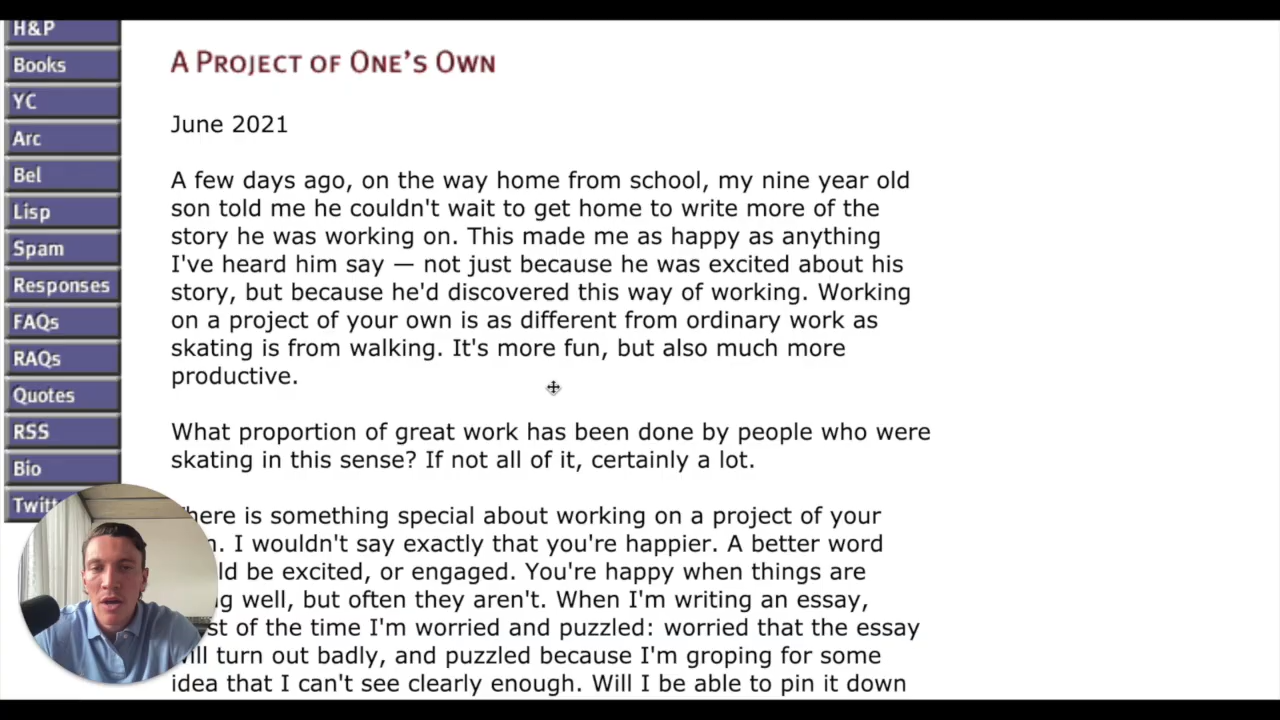 H&P
Books
YC
Arc
Bel
Lisp
Spam
Responses
FAQs
RAQs
Quotes
RSS
Bio
A Project of One's Own
June 2021
A few days ago, on the way home from school, my nine year old
son told me he couldn't wait to get home to write more of the
story he was working on. This made me as happy as anything
I've heard him say — not just because he was excited about his
story, but because he'd discovered this way of working. Working
on a project of your own is as different from ordinary work as
skating is from walking. It's more fun, but also much more
productive.
What proportion of great work has been done by people who were
skating in this sense? If not all of it, certainly a lot.
here is something special about working on a project of your
I wouldn't say exactly that you're happier. A better word
be excited, or engaged. You're happy when things are
well, but often they aren't. When I'm writing an essay,
of the time I'm worried and puzzled: worried that the essay
will turn out badly, and puzzled because I'm groping for some
idea that I can't see clearly enough. Will I be able to pin it down